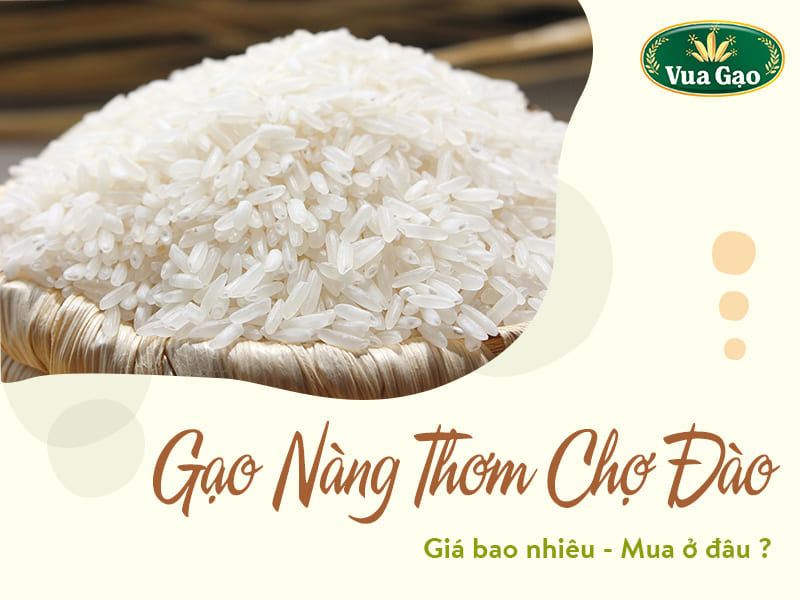 Vua Gạo
Gạo Nàng Thơm Chợ Đào
Giá bao nhiêu - Mua ở đâu ?